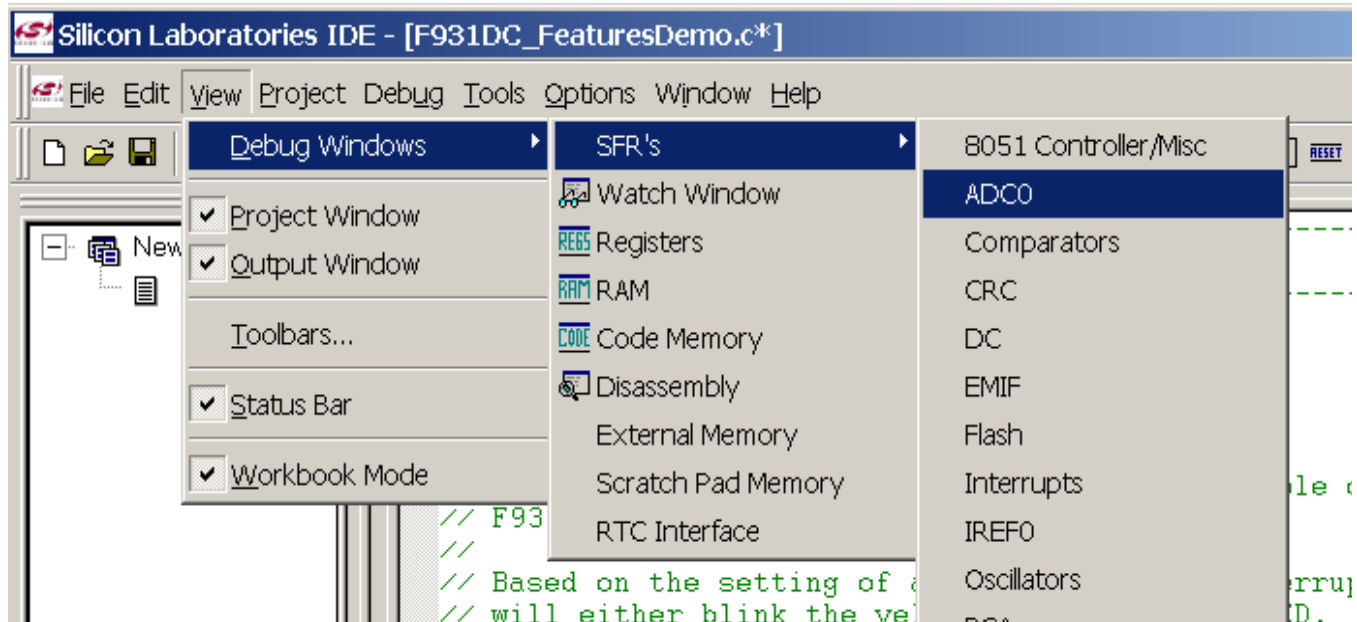 Silicon Laboratories IDE - [F931DC_FeaturesDemo.c*]
File Edit View Project Debug Tools Options Window Help
RESET
New
Debug Windows
Project Window
Output Window
Toolbars...
Status Bar
Workbook Mode
SFR's
Watch Window
REGS Registers
RAM RAM
CODE Code Memory
Disassembly
External Memory
Scratch Pad Memory
RTC Interface
8051 Controller/Misc
ADC0
Comparators
CRC
DC
EMIF
Flash
Interrupts
IREF0
Oscillators
// F93
//
// Based on the setting of
// will either blink the